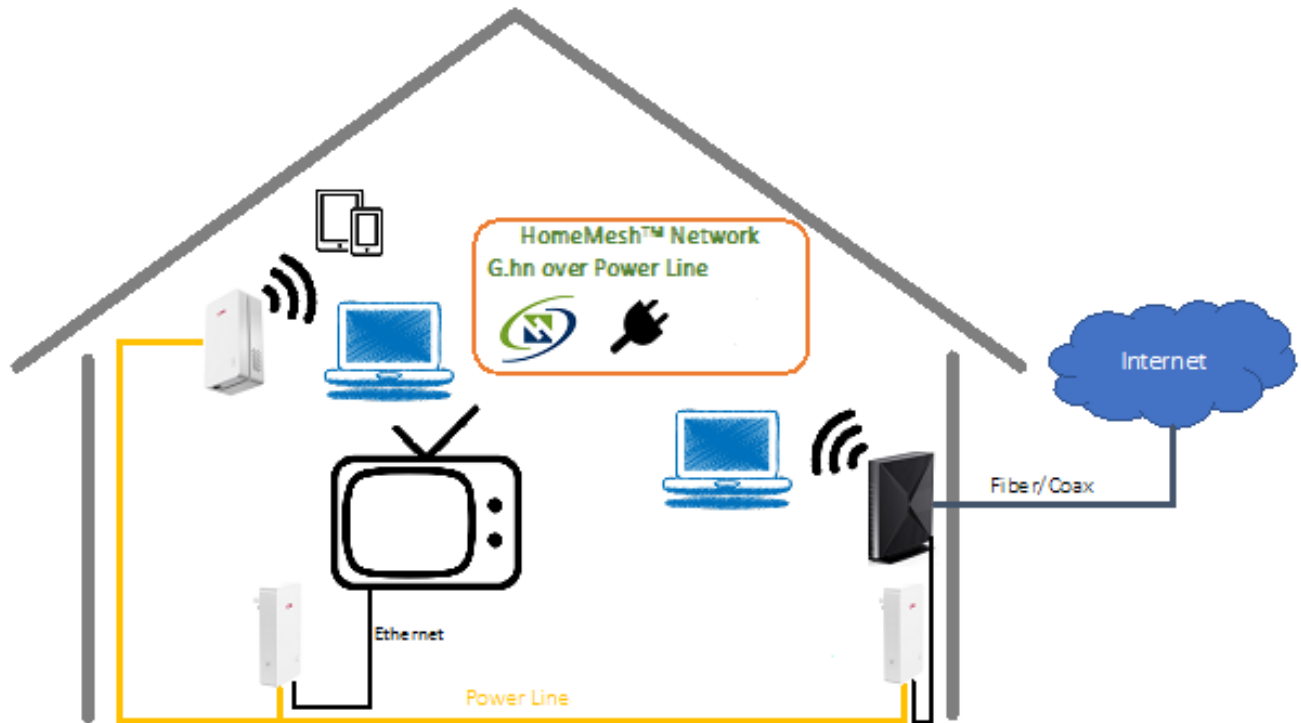 HomeMesh™ Network
G.hn over Power Line
Internet
Fiber/Coax
Ethernet
Power Line